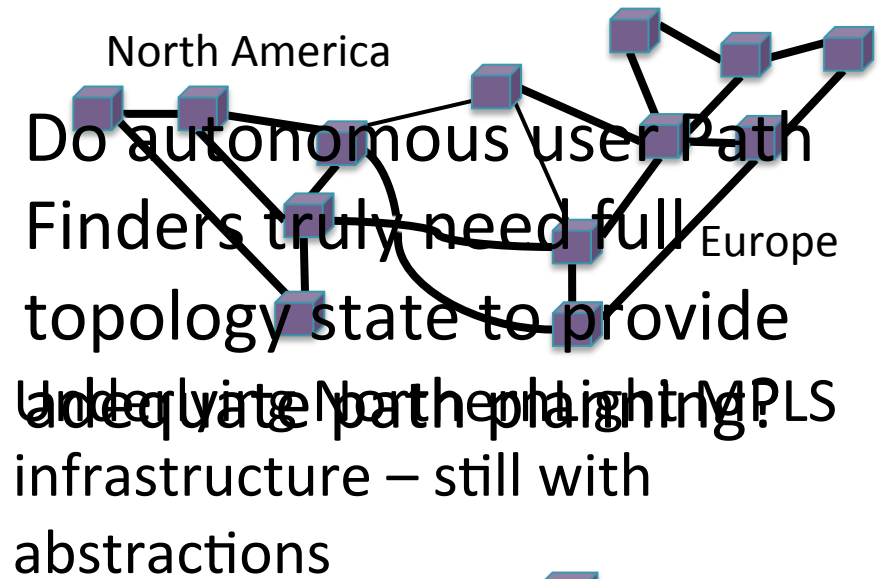 North America
Do autonomous user Path
Finders truly need full
Europe
topology state to provide
adequate path planning?
Underlying NorthernLight MPLS
infrastructure – still with
abstractions